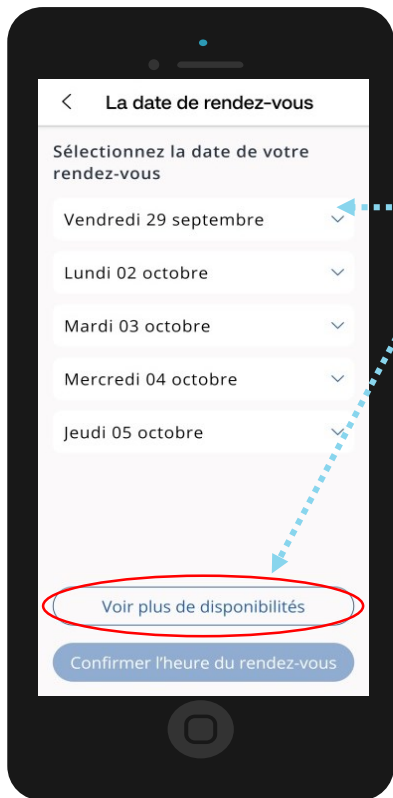 La date de rendez-vous
Sélectionnez la date de votre
rendez-vous
Vendredi 29 septembre
Lundi 02 octobre
Mardi 03 octobre
Mercredi 04 octobre
Jeudi 05 octobre
Voir plus de disponibilités
Confirmer l’heure du rendez-vous